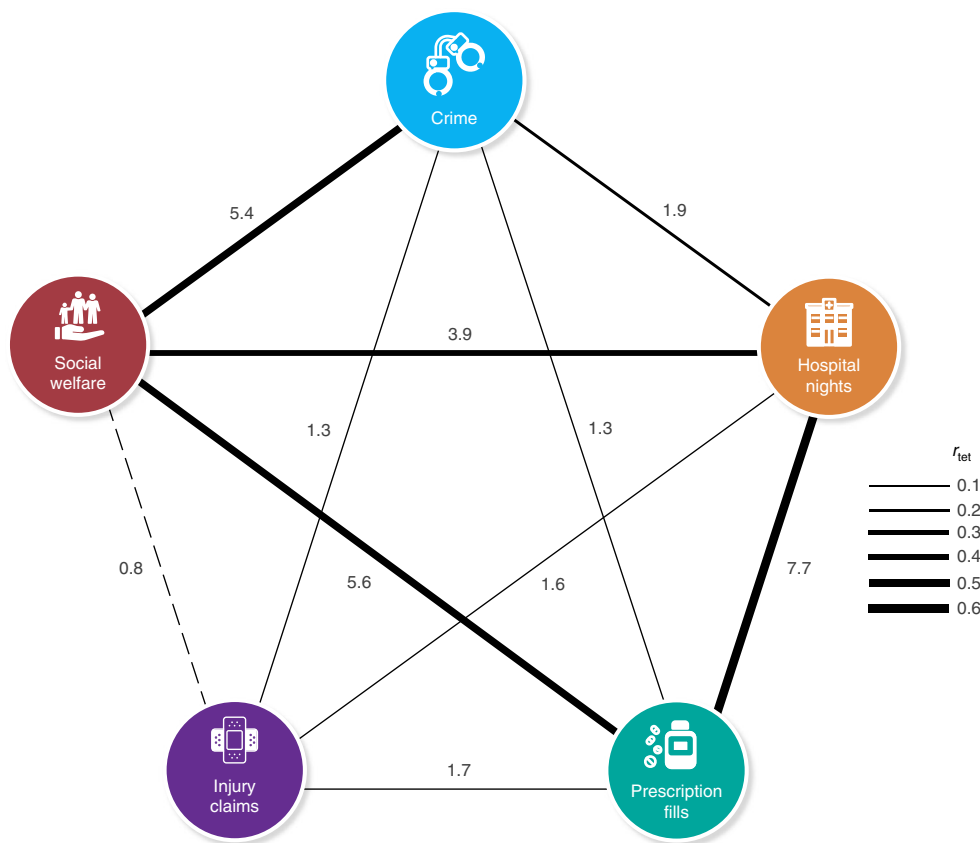 Crime
5.4
1.9
Social
welfare
3.9
Hospital
nights
1.3
1.3
r tet
0.1
0.2
0.3
0.4
0.5
0.6
0.8
5.6
1.6
7.7
Injury
claims
1.7
Prescription
fills